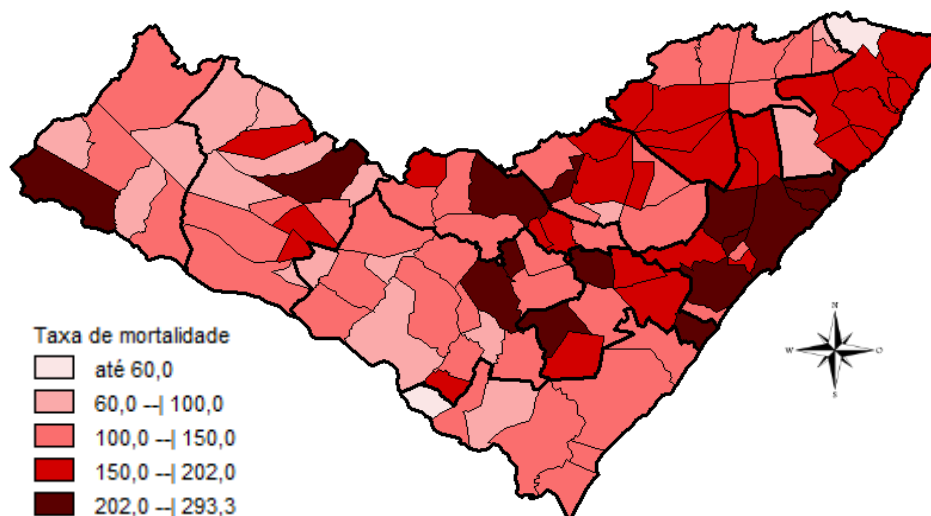 N
W
O
S
Taxa de mortalidade
até 60,0
60,0 --| 100,0
100,0 --| 150,0
150,0 --| 202,0
202,0 --| 293,3